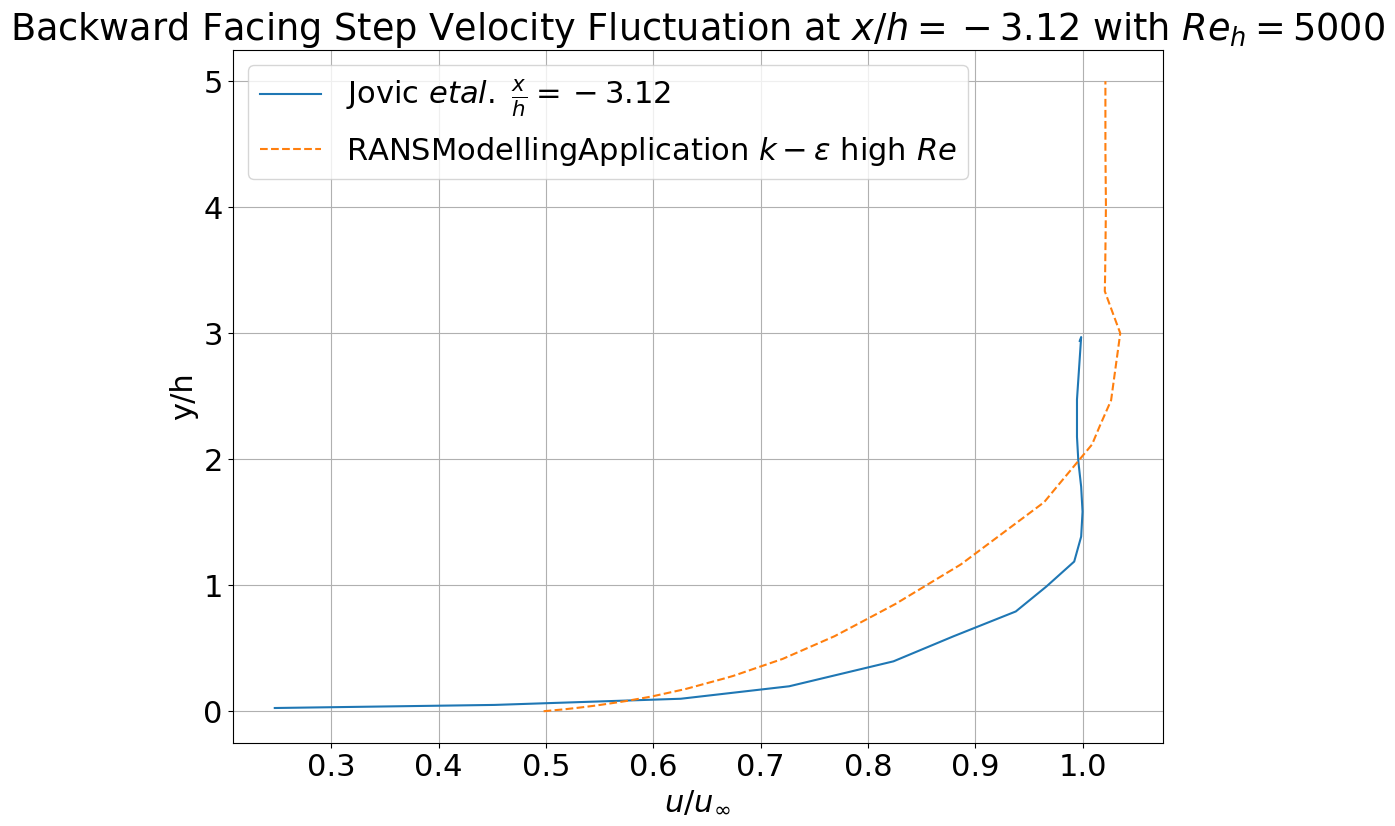 Backward Facing Step Velocity Fluctuation at x/h = −3.12 with Re_h = 5000
Jovic etal. x/h = −3.12
RANSModellingApplication k − ε high Re
5
4
3
2
1
0
y/h
0.3 0.4 0.5 0.6 0.7 0.8 0.9 1.0
u/u_∞